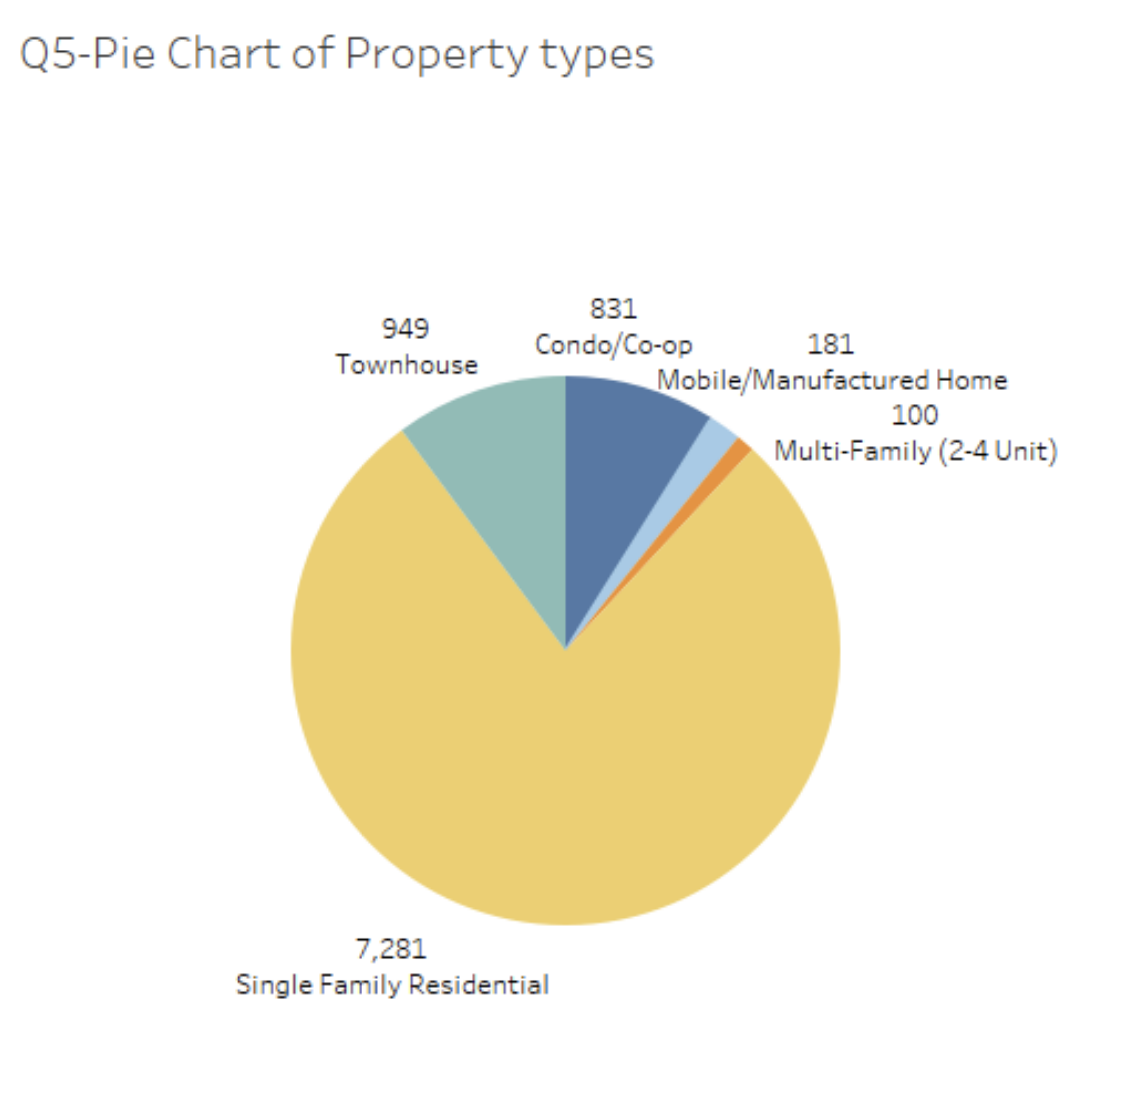 Q5-Pie Chart of Property types
831
Condo/Co-op
949
Townhouse
181
Mobile/Manufactured Home
100
Multi-Family (2-4 Unit)
7,281
Single Family Residential